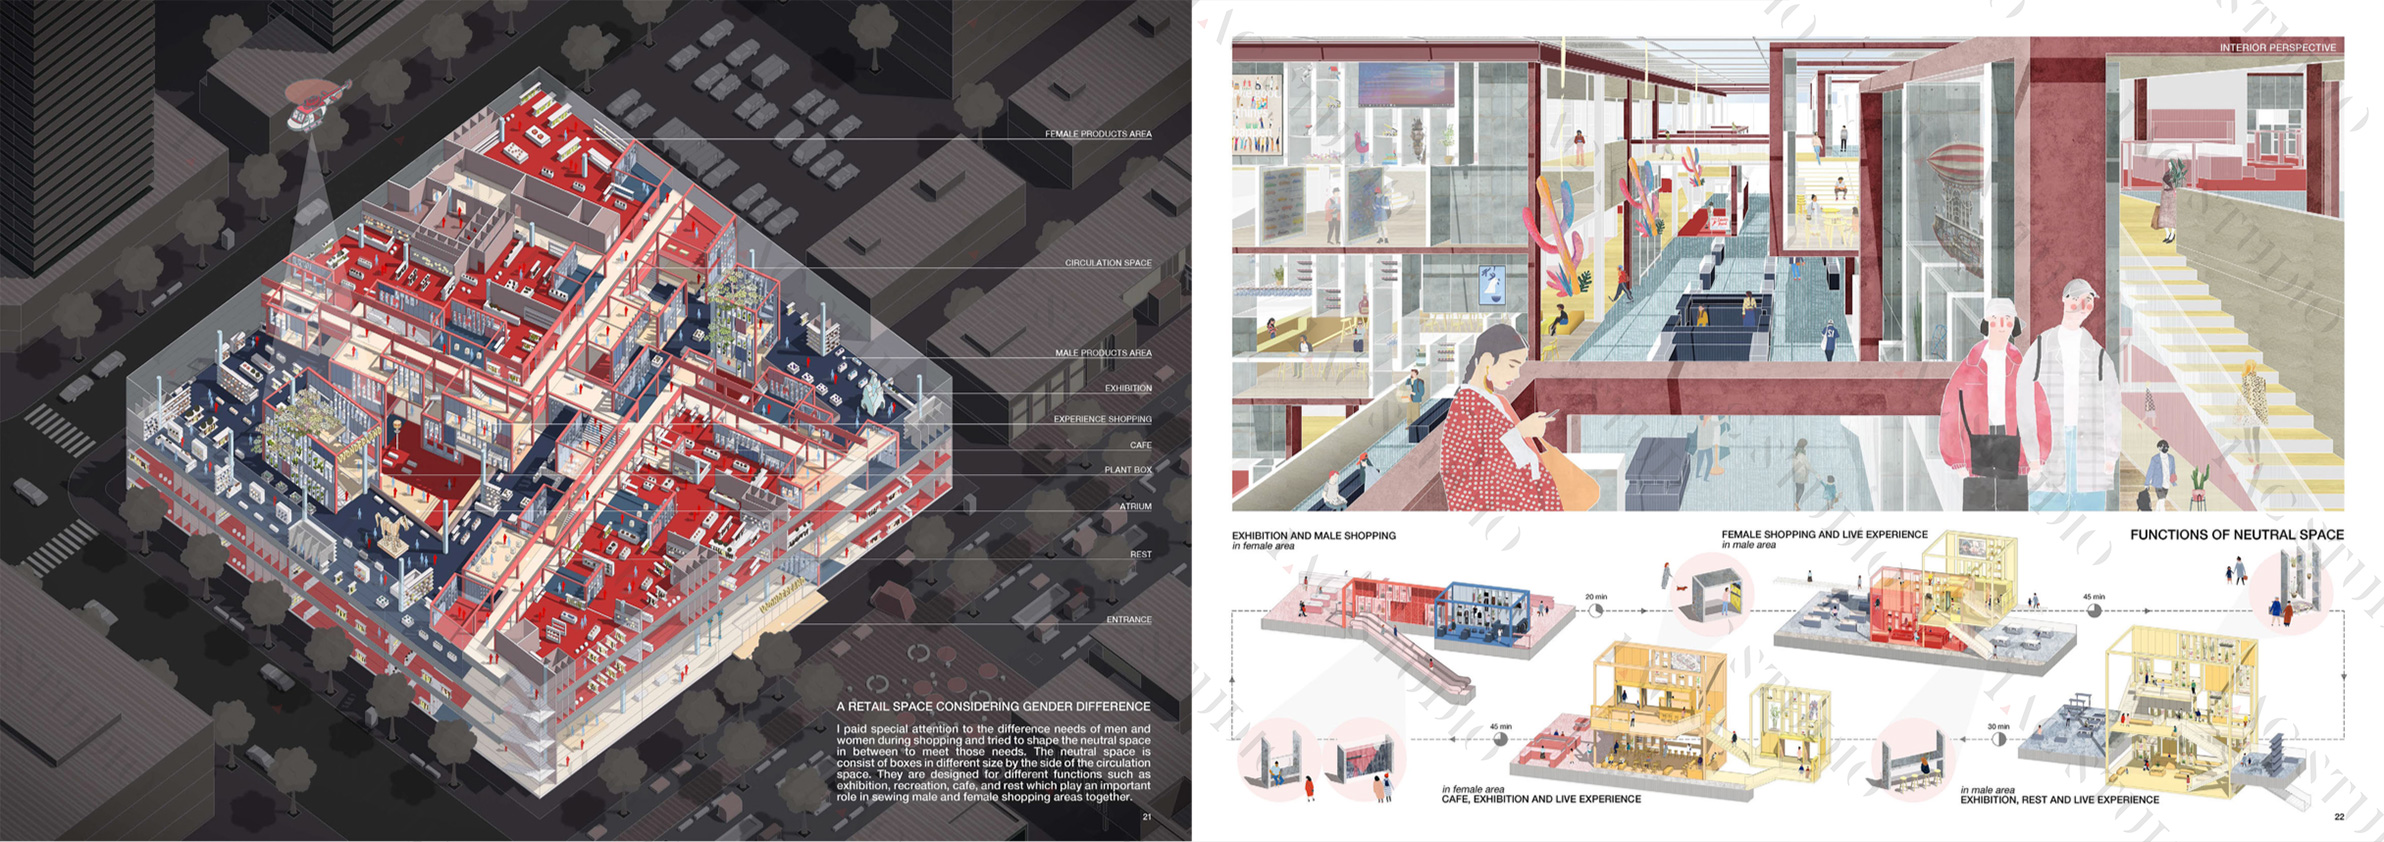 FEMALE PRODUCTS AREA
CIRCULATION SPACE
MALE PRODUCTS AREA
EXHIBITION
EXPERIENCE SHOPPING
CAFE
PLANT BOX
ATRIUM
REST
ENTRANCE
A RETAIL SPACE CONSIDERING GENDER DIFFERENCE
I paid special attention to the difference needs of men and
women during shopping and tried to shape the neutral space
in between to meet those needs. The neutral space is
consist of boxes in different size by the side of the circulation
space. They are designed for different functions such as
exhibition, recreation, cafe, and rest which play an important
role in sewing male and female shopping areas together.
21
INTERIOR PERSPECTIVE
EXHIBITION AND MALE SHOPPING
in female area
FEMALE SHOPPING AND LIVE EXPERIENCE
in male area
FUNCTIONS OF NEUTRAL SPACE
20 min
45 min
45 min
30 min
in female area
CAFE, EXHIBITION AND LIVE EXPERIENCE
in male area
EXHIBITION, REST AND LIVE EXPERIENCE
22